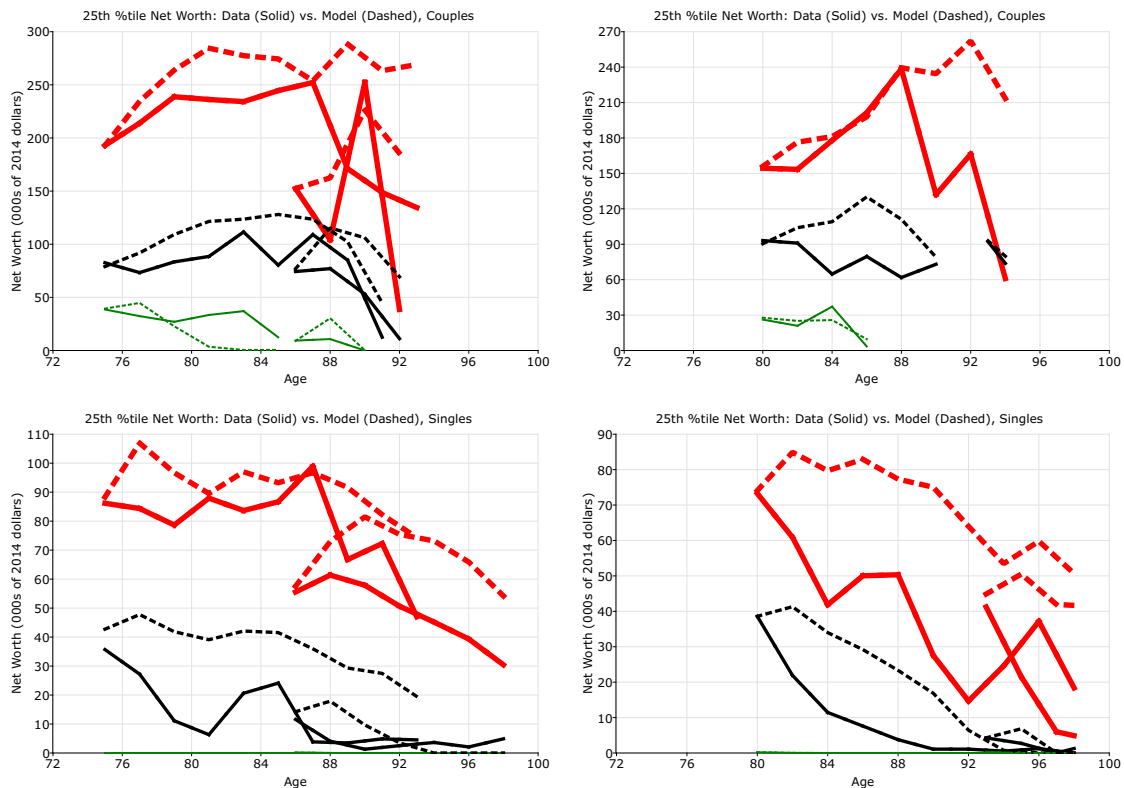 25th %tile Net Worth: Data (Solid) vs. Model (Dashed), Couples
300
250
200
150
100
50
0
Net Worth (000s of 2014 dollars)
72 76 80 84 88 92 96 100
Age
25th %tile Net Worth: Data (Solid) vs. Model (Dashed), Couples
270
240
210
180
150
120
90
60
30
0
Net Worth (000s of 2014 dollars)
72 76 80 84 88 92 96 100
Age
25th %tile Net Worth: Data (Solid) vs. Model (Dashed), Singles
110
100
90
80
70
60
50
40
30
20
10
0
Net Worth (000s of 2014 dollars)
72 76 80 84 88 92 96 100
Age
25th %tile Net Worth: Data (Solid) vs. Model (Dashed), Singles
90
80
70
60
50
40
30
20
10
0
Net Worth (000s of 2014 dollars)
72 76 80 84 88 92 96 100
Age